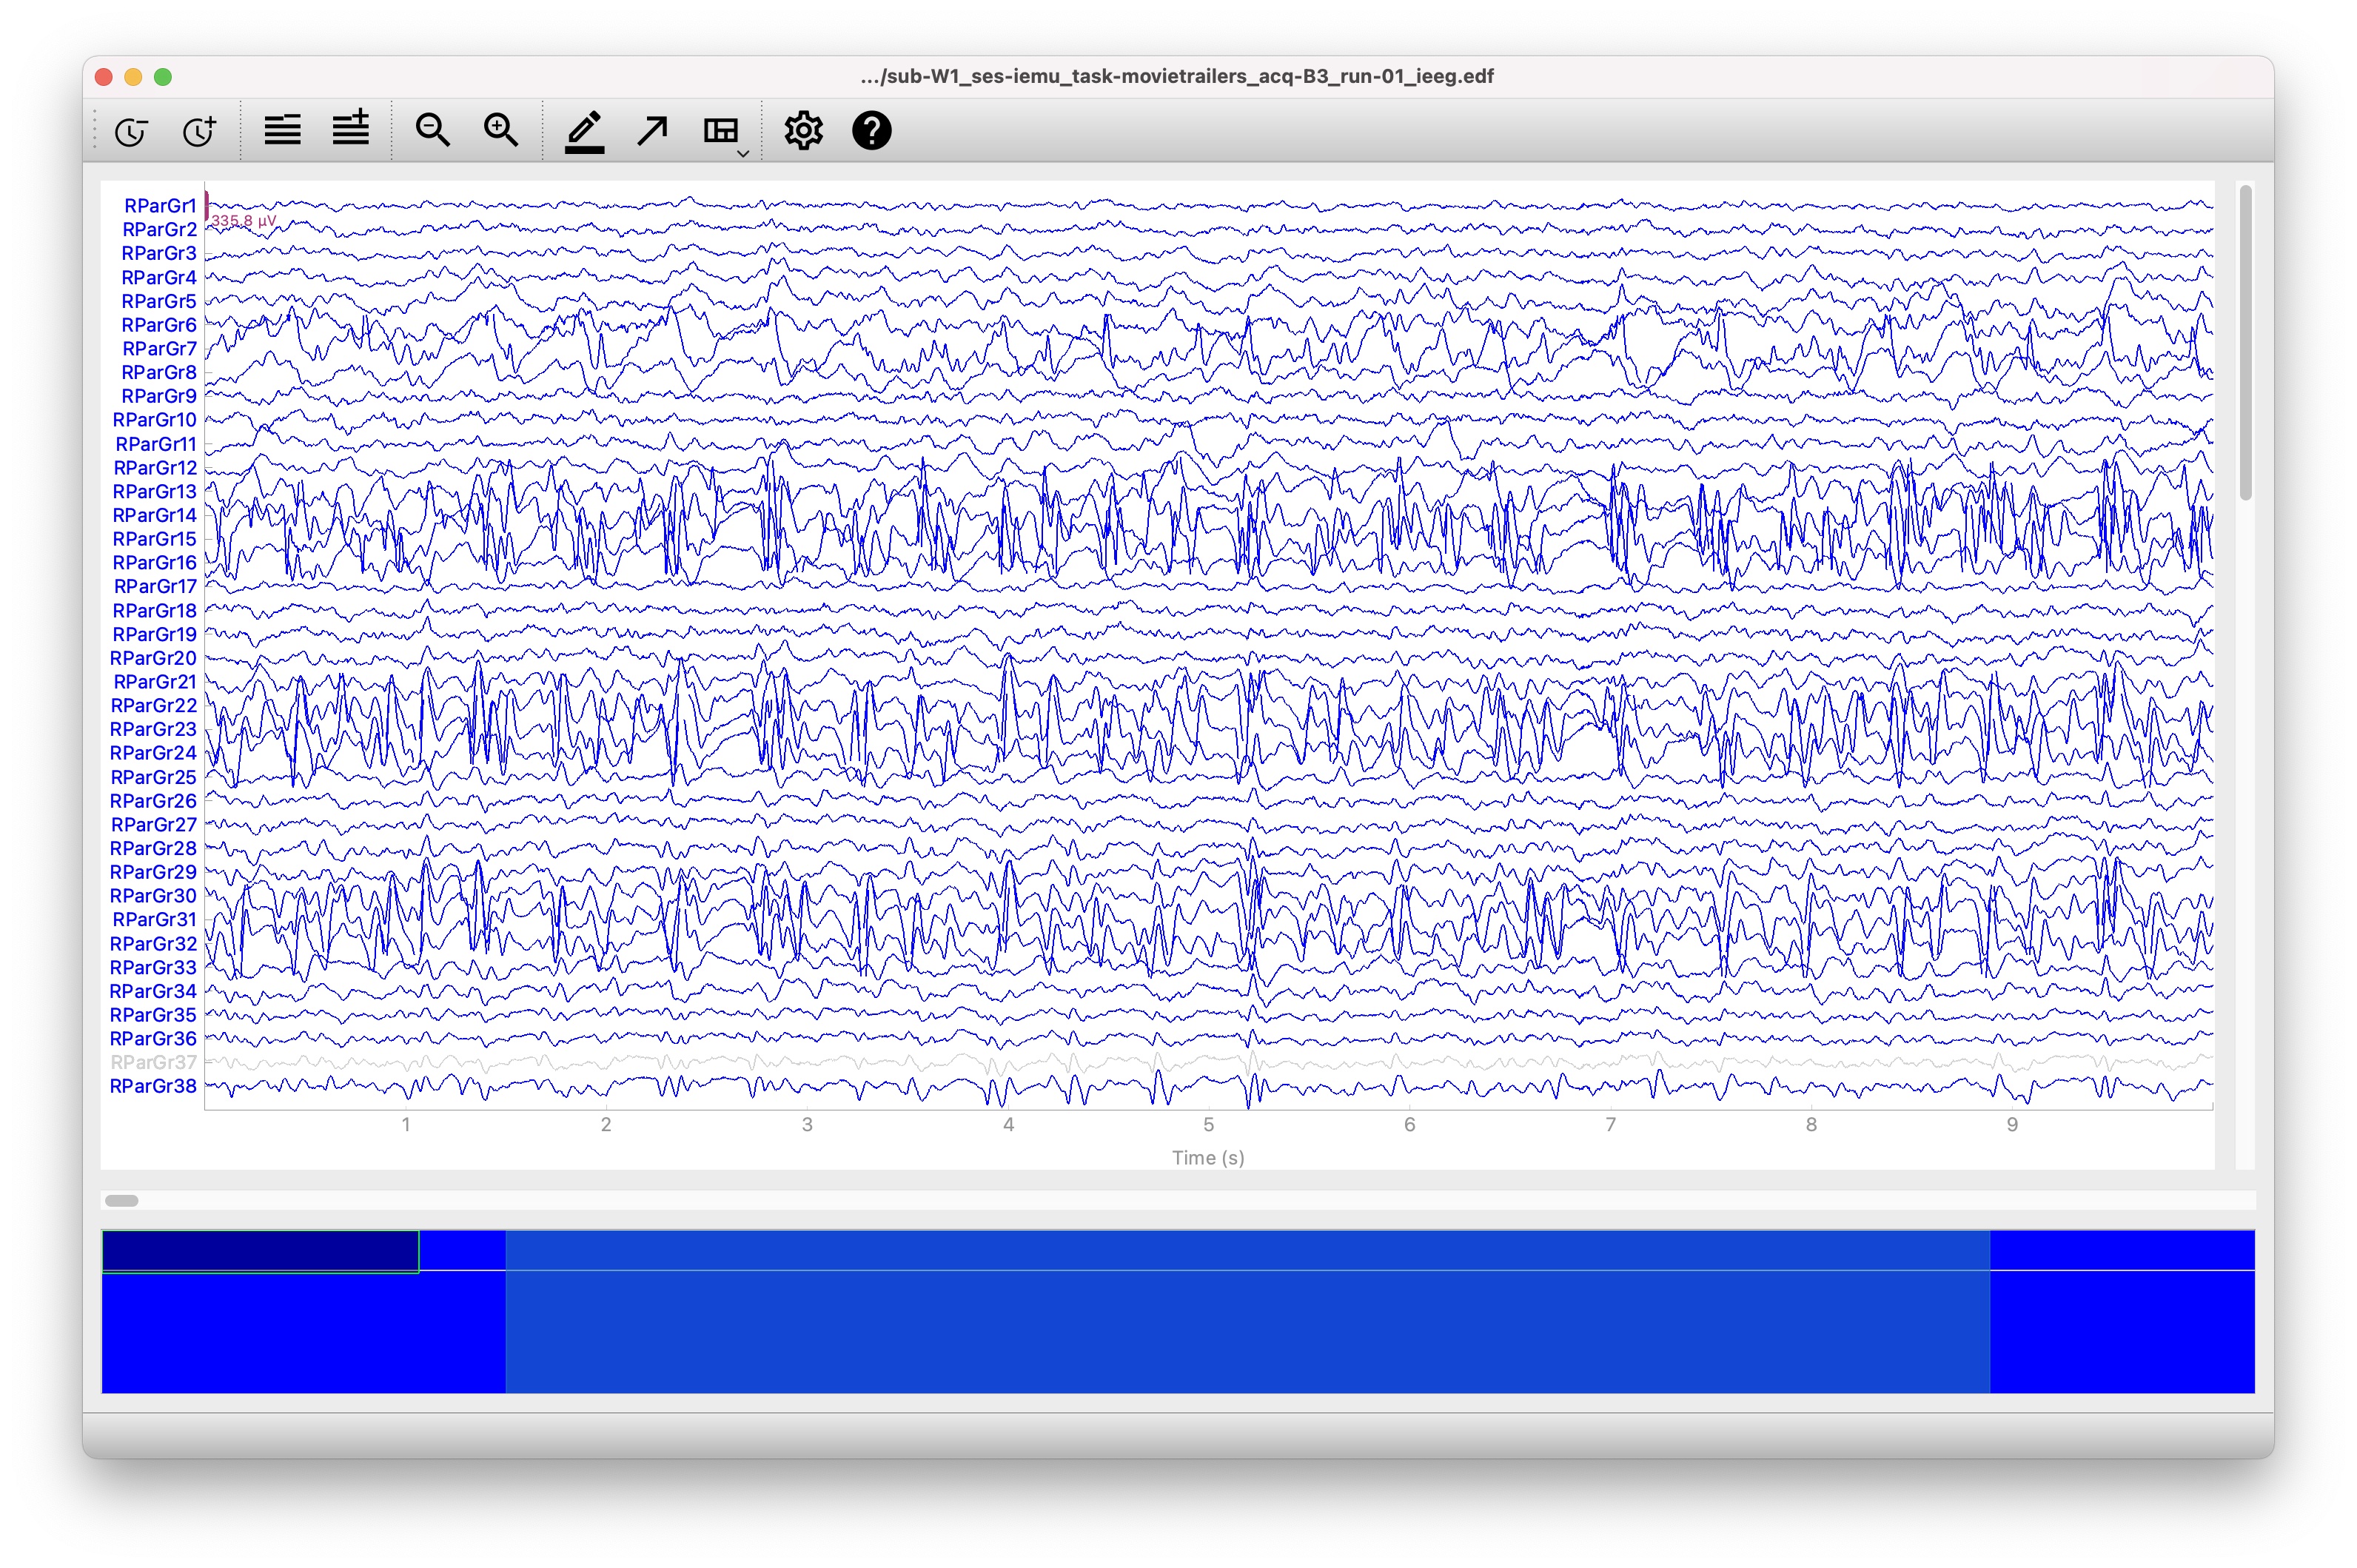 .../sub-W1_ses-iemu_task-movietrailers_acq-B3_run-01_ieeg.edf
RParGr1
335.8 µV
RParGr2
RParGr3
RParGr4
RParGr5
RParGr6
RParGr7
RParGr8
RParGr9
RParGr10
RParGr11
RParGr12
RParGr13
RParGr14
RParGr15
RParGr16
RParGr17
RParGr18
RParGr19
RParGr20
RParGr21
RParGr22
RParGr23
RParGr24
RParGr25
RParGr26
RParGr27
RParGr28
RParGr29
RParGr30
RParGr31
RParGr32
RParGr33
RParGr34
RParGr35
RParGr36
RParGr37
RParGr38
1 2 3 4 5 6 7 8 9
Time (s)